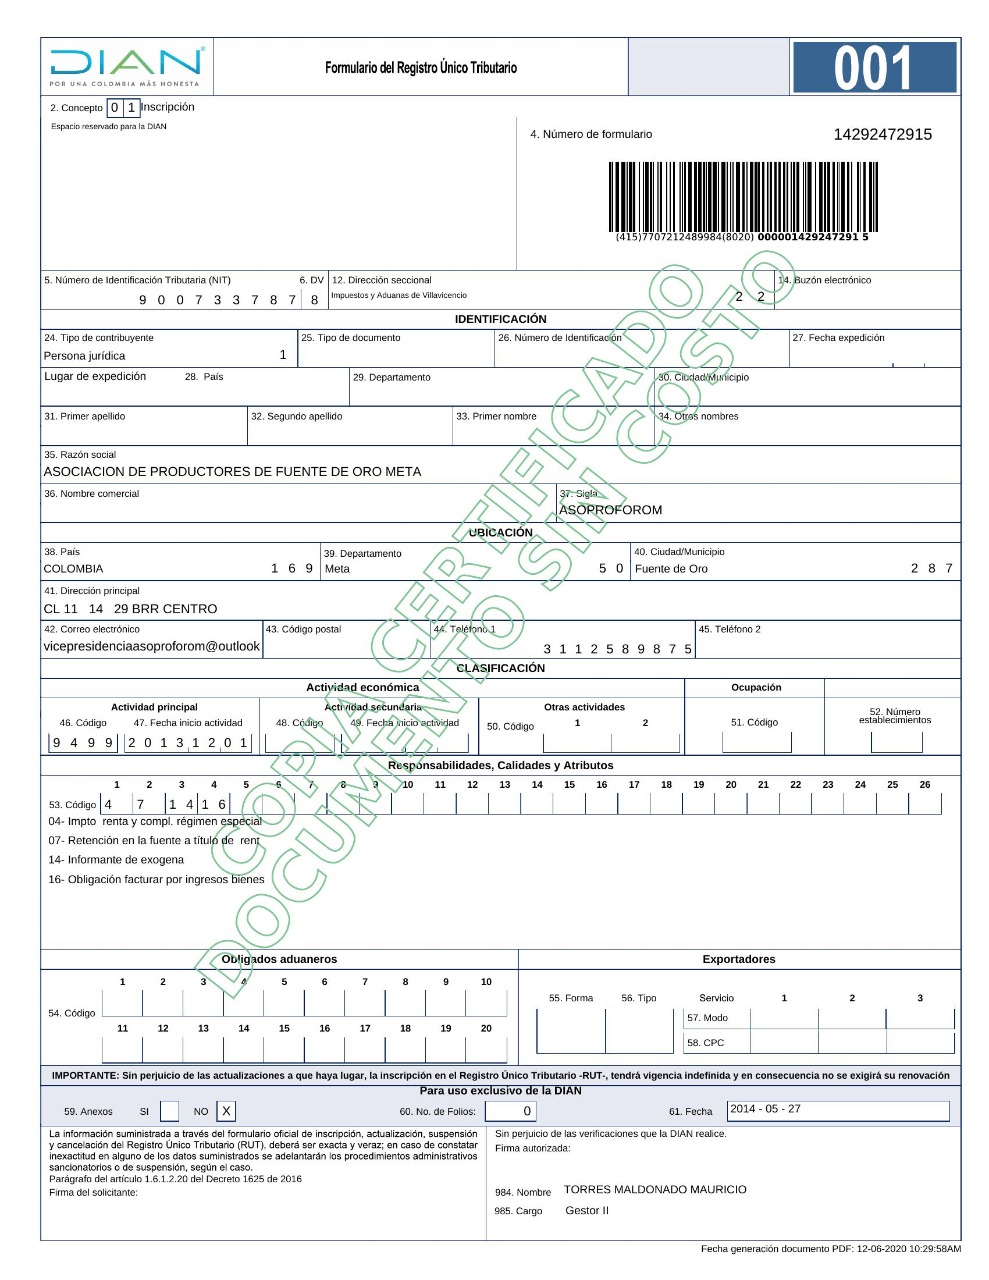 DIAN®
POR UNA COLOMBIA MÁS HONESTA
Formulario del Registro Único Tributario
001
2. Concepto 0 1 Inscripción
Espacio reservado para la DIAN
4. Número de formulario 14292472915
(415)7707212489984(8020) 000001429247291 5
5. Número de Identificación Tributaria (NIT) 6. DV 12. Dirección seccional 14. Buzón electrónico
9 0 0 7 3 3 7 8 7 8 Impuestos y Aduanas de Villavicencio 2 2
IDENTIFICACIÓN
24. Tipo de contribuyente 25. Tipo de documento 26. Número de Identificación 27. Fecha expedición
Persona jurídica 1
Lugar de expedición 28. País 29. Departamento 30. Ciudad/Municipio
31. Primer apellido 32. Segundo apellido 33. Primer nombre 34. Otros nombres
35. Razón social
ASOCIACION DE PRODUCTORES DE FUENTE DE ORO META
36. Nombre comercial 37. Sigla
ASOPROFOROM
UBICACIÓN
38. País 39. Departamento 40. Ciudad/Municipio
COLOMBIA 1 6 9 Meta 5 0 Fuente de Oro 2 8 7
41. Dirección principal
CL 11 14 29 BRR CENTRO
42. Correo electrónico 43. Código postal 44. Teléfono 1 45. Teléfono 2
vicepresidenciaasoproforom@outlook 3 1 1 2 5 8 9 8 7 5
CLASIFICACIÓN
Actividad económica Ocupación
Actividad principal Actividad secundaria Otras actividades
46. Código 47. Fecha inicio actividad 48. Código 49. Fecha inicio actividad 50. Código 1 2 51. Código 52. Número establecimientos
9 4 9 9 2 0 1 3 1 2 0 1
Responsabilidades, Calidades y Atributos
1 2 3 4 5 6 7 8 9 10 11 12 13 14 15 16 17 18 19 20 21 22 23 24 25 26
53. Código 4 7 1 4 1 6
04- Impto renta y compl. régimen especial
07- Retención en la fuente a título de rent
14- Informante de exogena
16- Obligación facturar por ingresos bienes
COPIA CERTIFICADO
DOCUMENTO SIN COSTO
Obligados aduaneros Exportadores
1 2 3 4 5 6 7 8 9 10
55. Forma 56. Tipo Servicio 1 2 3
54. Código
57. Modo
11 12 13 14 15 16 17 18 19 20
58. CPC
IMPORTANTE: Sin perjuicio de las actualizaciones a que haya lugar, la inscripción en el Registro Único Tributario -RUT-, tendrá vigencia indefinida y en consecuencia no se exigirá su renovación
Para uso exclusivo de la DIAN
59. Anexos SI NO X 60. No. de Folios: 0 61. Fecha 2014 - 05 - 27
La información suministrada a través del formulario oficial de inscripción, actualización, suspensión
y cancelación del Registro Único Tributario (RUT), deberá ser exacta y veraz; en caso de constatar
inexactitud en alguno de los datos suministrados se adelantarán los procedimientos administrativos
sancionatorios o de suspensión, según el caso.
Parágrafo del artículo 1.6.1.2.20 del Decreto 1625 de 2016
Firma del solicitante:
Sin perjuicio de las verificaciones que la DIAN realice.
Firma autorizada:
984. Nombre TORRES MALDONADO MAURICIO
985. Cargo Gestor II
Fecha generación documento PDF: 12-06-2020 10:29:58AM